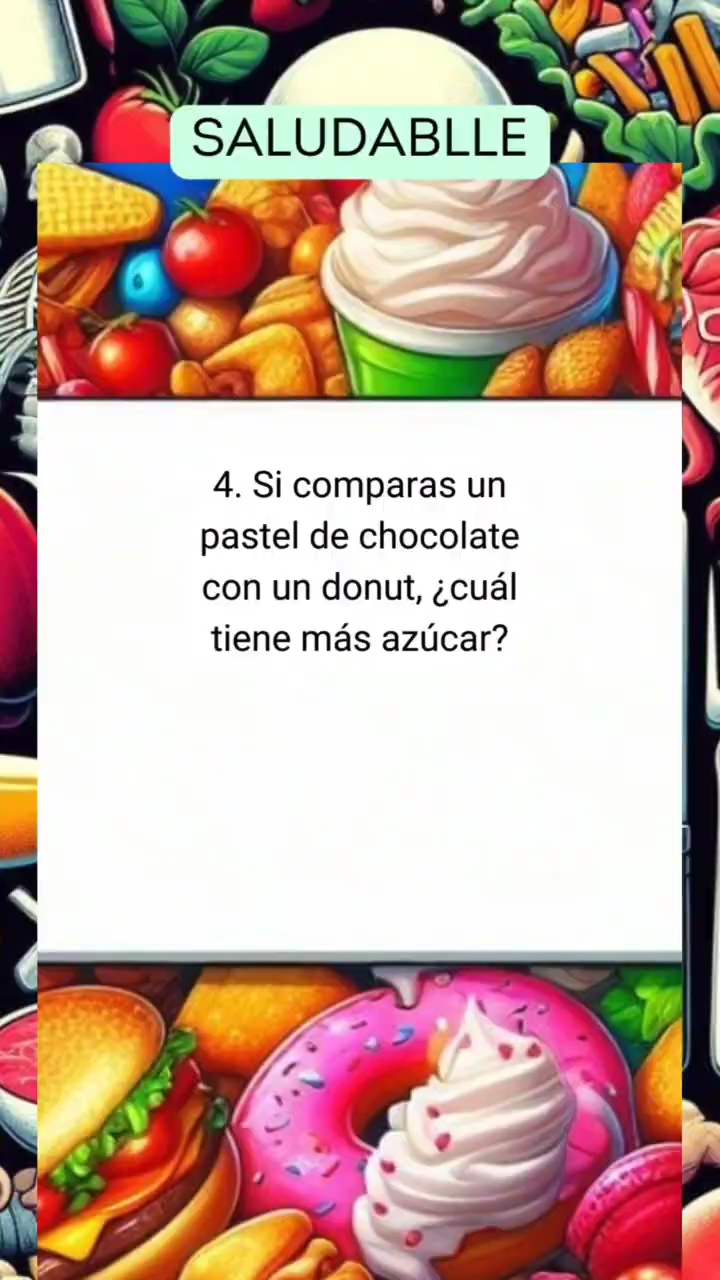 SALUDABLLE
4. Si comparas un
pastel de chocolate
con un donut, ¿cuál
tiene más azúcar?